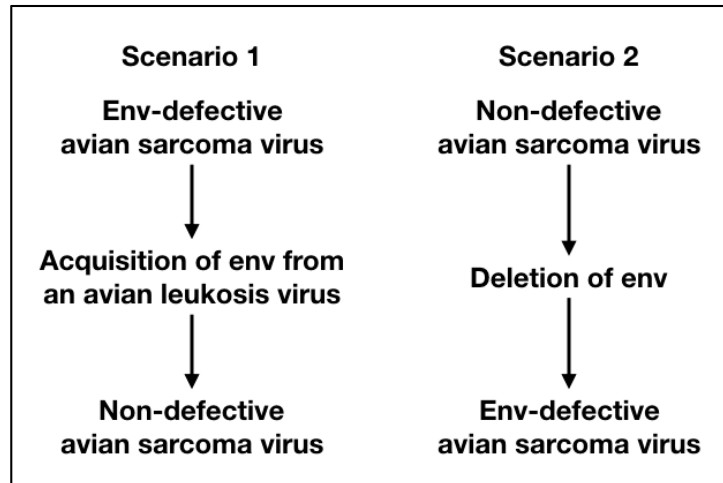 Scenario 1
Env-defective
avian sarcoma virus
Acquisition of env from
an avian leukosis virus
Non-defective
avian sarcoma virus
Scenario 2
Non-defective
avian sarcoma virus
Deletion of env
Env-defective
avian sarcoma virus